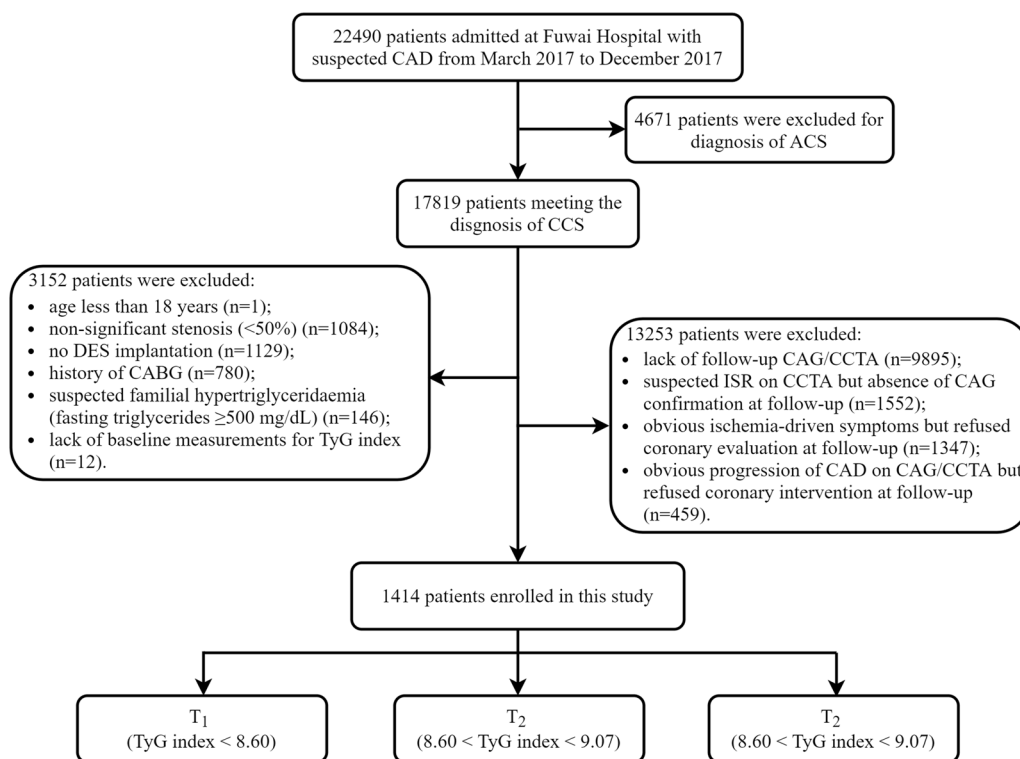 22490 patients admitted at Fuwai Hospital with
suspected CAD from March 2017 to December 2017
4671 patients were excluded for
diagnosis of ACS
17819 patients meeting the
disgnosis of CCS
3152 patients were excluded:
• age less than 18 years (n=1);
• non-significant stenosis (<50%) (n=1084);
• no DES implantation (n=1129);
• history of CABG (n=780);
• suspected familial hypertriglyceridaemia
(fasting triglycerides ≥500 mg/dL) (n=146);
• lack of baseline measurements for TyG index
(n=12).
13253 patients were excluded:
• lack of follow-up CAG/CCTA (n=9895);
• suspected ISR on CCTA but absence of CAG
confirmation at follow-up (n=1552);
• obvious ischemia-driven symptoms but refused
coronary evaluation at follow-up (n=1347);
• obvious progression of CAD on CAG/CCTA but
refused coronary intervention at follow-up
(n=459).
1414 patients enrolled in this study
T1
(TyG index < 8.60)
T2
(8.60 < TyG index < 9.07)
T2
(8.60 < TyG index < 9.07)